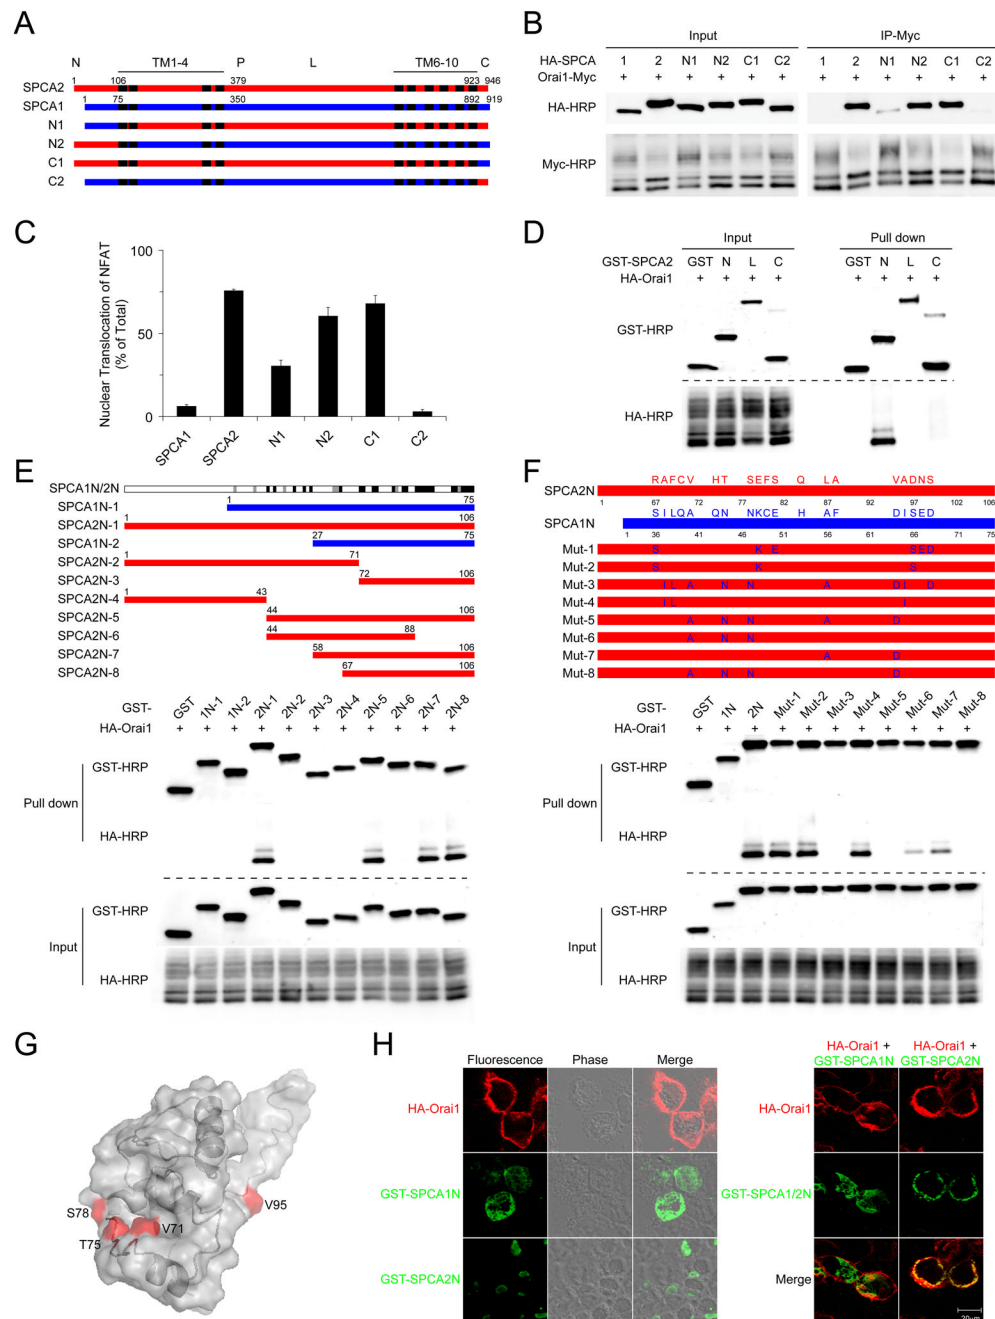 A
N TM1-4 P L TM6-10 C
1 106 379 923 946
SPCA2
1 75 350 892 919
SPCA1
N1
N2
C1
C2
B
Input IP-Myc
HA-SPCA 1 2 N1 N2 C1 C2 1 2 N1 N2 C1 C2
Orai1-Myc + + + + + + + + + + + +
HA-HRP
Myc-HRP
C
Nuclear Translocation of NFAT
(% of Total)
100
50
0
SPCA1 SPCA2 N1 N2 C1 C2
D
Input Pull down
GST-SPCA2 GST N L C GST N L C
HA-Orai1 + + + + + + + +
GST-HRP
HA-HRP
E
SPCA1N/2N
SPCA1N-1 1 75
SPCA2N-1 1 106
SPCA1N-2 27 75
SPCA2N-2 71
SPCA2N-3 72 106
SPCA2N-4 43
SPCA2N-5 44 106
SPCA2N-6 44 88
SPCA2N-7 58 106
SPCA2N-8 67 106
GST- GST 1N-1 1N-2 2N-1 2N-2 2N-3 2N-4 2N-5 2N-6 2N-7 2N-8
HA-Orai1 + + + + + + + + + + +
GST-HRP
Pull down
HA-HRP
GST-HRP
Input
HA-HRP
F
RAFCV HT SEFS Q LA VADNS
SPCA2N
1 67 71 77 81 87 97 102 106
SILQA QN NKCE H AF DISED
SPCA1N
1 36 41 45 51 56 66 71 75
Mut-1 S K E SED
Mut-2 S K S
Mut-3 IL A N N A DI D
Mut-4 IL I
Mut-5 A N N A D
Mut-6 A N N
Mut-7 A D
Mut-8 A N N D
GST- GST 1N 2N Mut-1 Mut-2 Mut-3 Mut-4 Mut-5 Mut-6 Mut-7 Mut-8
HA-Orai1 + + + + + + + + + + +
GST-HRP
Pull down
HA-HRP
GST-HRP
Input
HA-HRP
G
S78
T75
V71
V95
H
Fluorescence Phase Merge
HA-Orai1
GST-SPCA1N
GST-SPCA2N
HA-Orai1 + HA-Orai1 +
GST-SPCA1N GST-SPCA2N
HA-Orai1
GST-SPCA1/2N
Merge
20μm